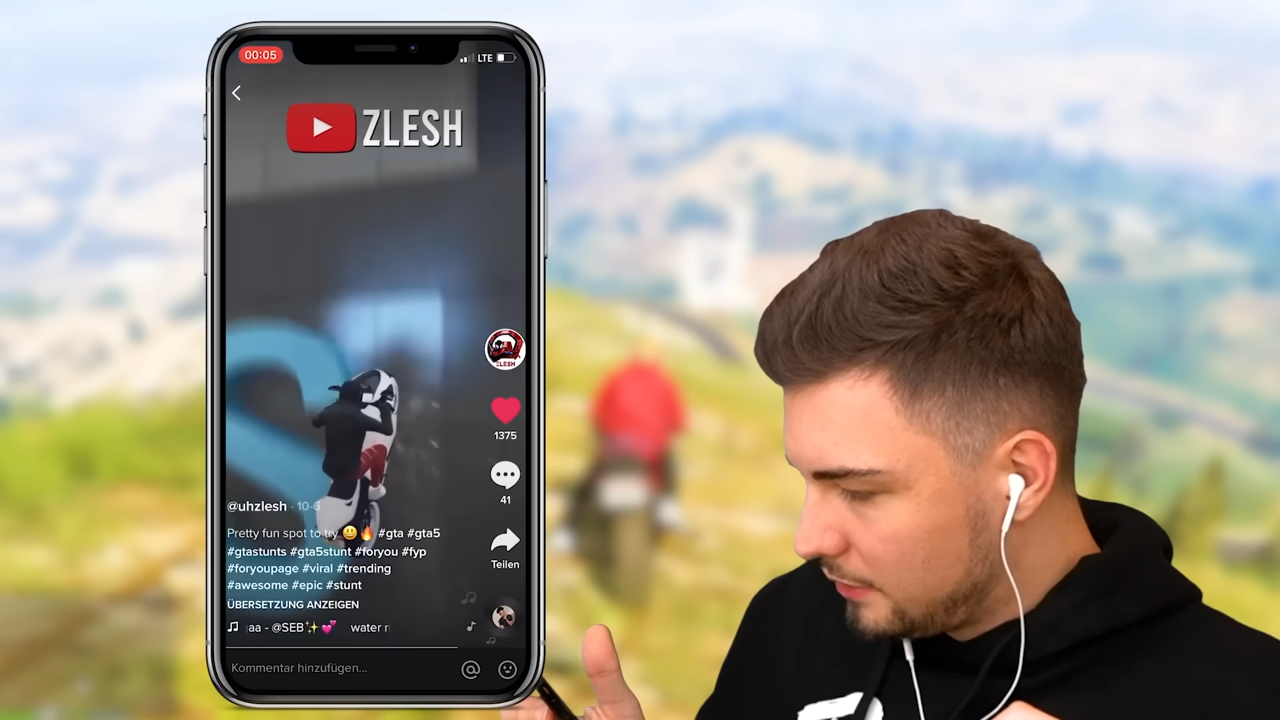 00:05
LTE
ZLESH
ZLESH
1375
41
@uhzlesh · 10-6
Pretty fun spot to try 😃🔥 #gta #gta5
#gtastunts #gta5stunt #foryou #fyp
#foryoupage #viral #trending
#awesome #epic #stunt
Teilen
ÜBERSETZUNG ANZEIGEN
aa - @SEB✨💕 water
Kommentar hinzufügen...